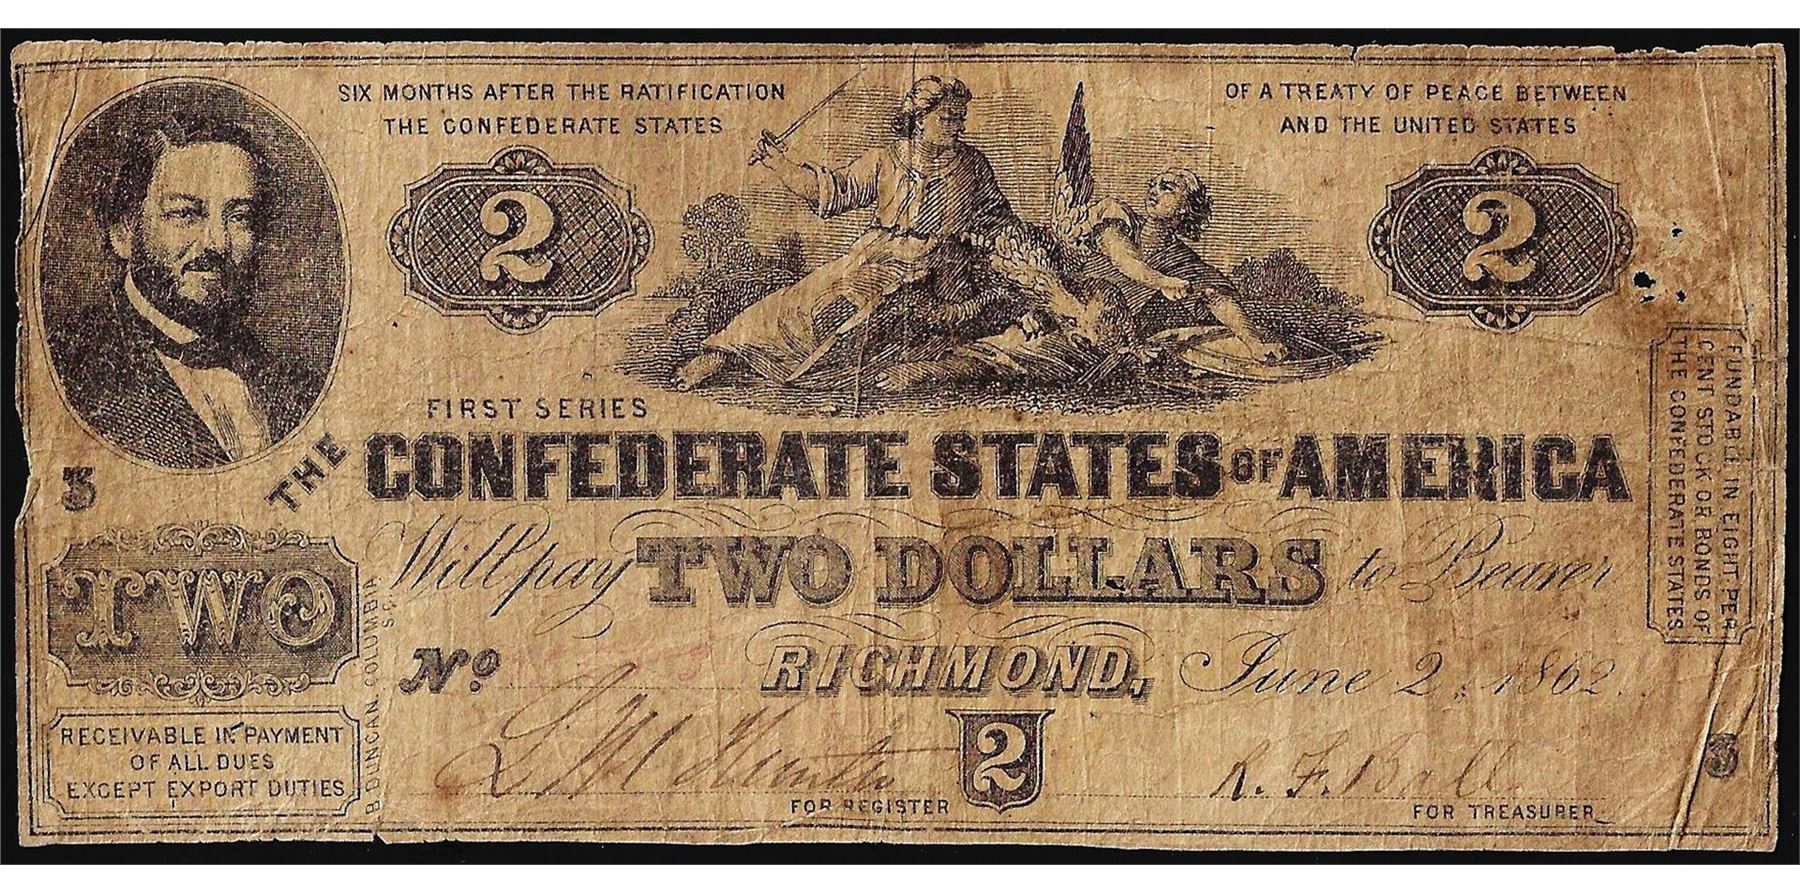 SIX MONTHS AFTER THE RATIFICATION
THE CONFEDERATE STATES
OF A TREATY OF PEACE BETWEEN
AND THE UNITED STATES
2
2
FIRST SERIES
THE CONFEDERATE STATES OF AMERICA
3
Will pay TWO DOLLARS to Bearer
TWO
No
RICHMOND, June 2, 1862.
RECEIVABLE IN PAYMENT
OF ALL DUES
EXCEPT EXPORT DUTIES
B. DUNCAN. COLUMBIA.
S.C.
2
FOR REGISTER
R. F. Ball
FOR TREASURER
3
FUNDABLE IN EIGHT PER
CENT STOCK OR BONDS OF
THE CONFEDERATE STATES